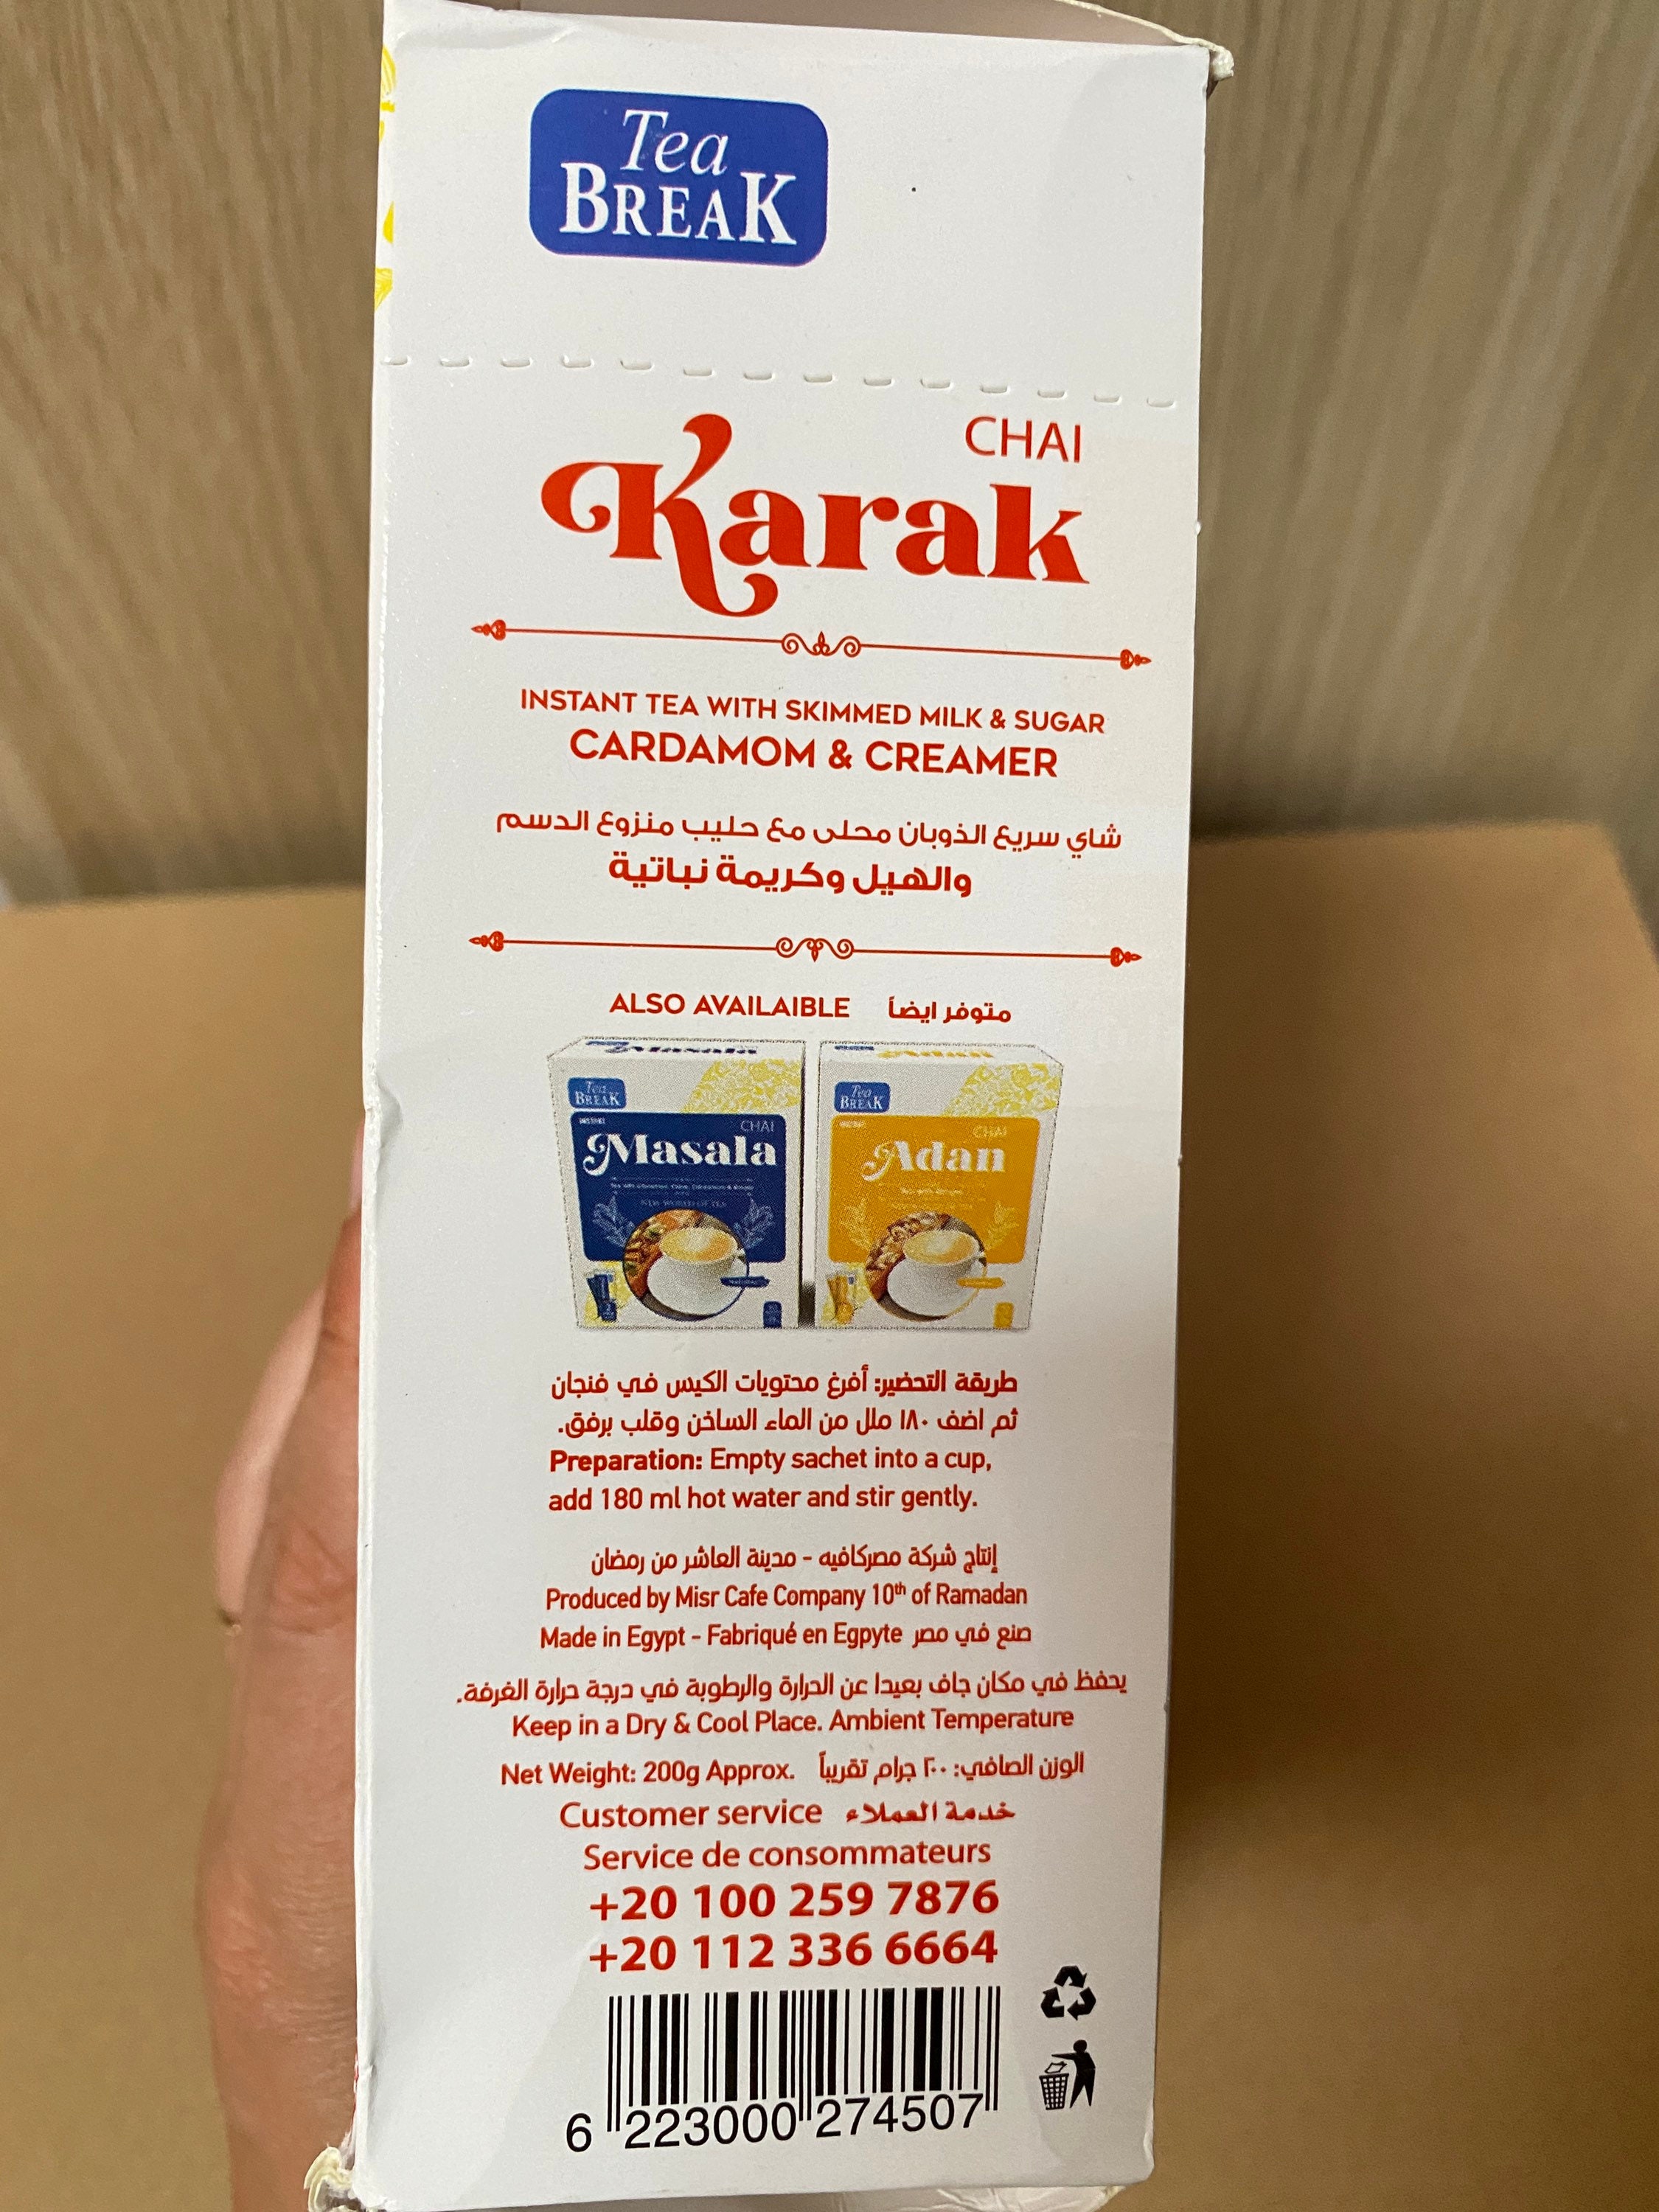 Tea
BREAK
CHAI
Karak
INSTANT TEA WITH SKIMMED MILK & SUGAR
CARDAMOM & CREAMER
شاي سريع الذوبان محلى مع حليب منزوع الدسم
والهيل وكريمة نباتية
ALSO AVAILAIBLE متوفر ايضاً
Masala
Adan
Tea
BREAK
CHAI
Masala
NEW WORLD OF TEA
Tea
BREAK
CHAI
Adan
طريقة التحضير: أفرغ محتويات الكيس في فنجان
ثم اضف ١٨٠ ملل من الماء الساخن وقلب برفق.
Preparation: Empty sachet into a cup,
add 180 ml hot water and stir gently.
إنتاج شركة مصركافيه - مدينة العاشر من رمضان
Produced by Misr Cafe Company 10th of Ramadan
Made in Egypt - Fabriqué en Egpyte صنع في مصر
يحفظ في مكان جاف بعيدا عن الحرارة والرطوبة في درجة حرارة الغرفة.
Keep in a Dry & Cool Place. Ambient Temperature
Net Weight: 200g Approx. الوزن الصافي: ٢٠٠ جرام تقريباً
Customer service خدمة العملاء
Service de consommateurs
+20 100 259 7876
+20 112 336 6664
6 223000 274507